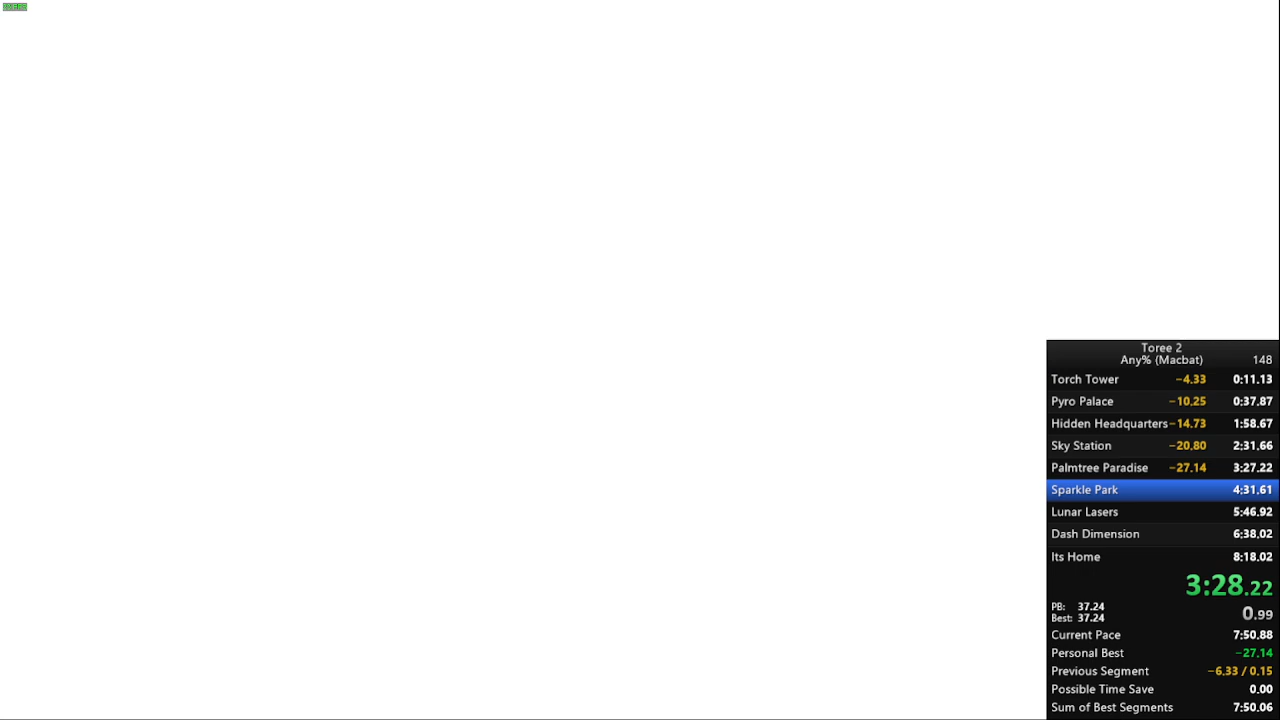 Toree 2
Any% (Macbat) 148
Torch Tower −4.33 0:11.13
Pyro Palace −10.25 0:37.87
Hidden Headquarters −14.73 1:58.67
Sky Station −20.80 2:31.66
Palmtree Paradise −27.14 3:27.22
Sparkle Park 4:31.61
Lunar Lasers 5:46.92
Dash Dimension 6:38.02
Its Home 8:18.02
3:28.22
PB: 37.24
Best: 37.24
0.99
Current Pace 7:50.88
Personal Best −27.14
Previous Segment −6.33 / 0.15
Possible Time Save 0.00
Sum of Best Segments 7:50.06